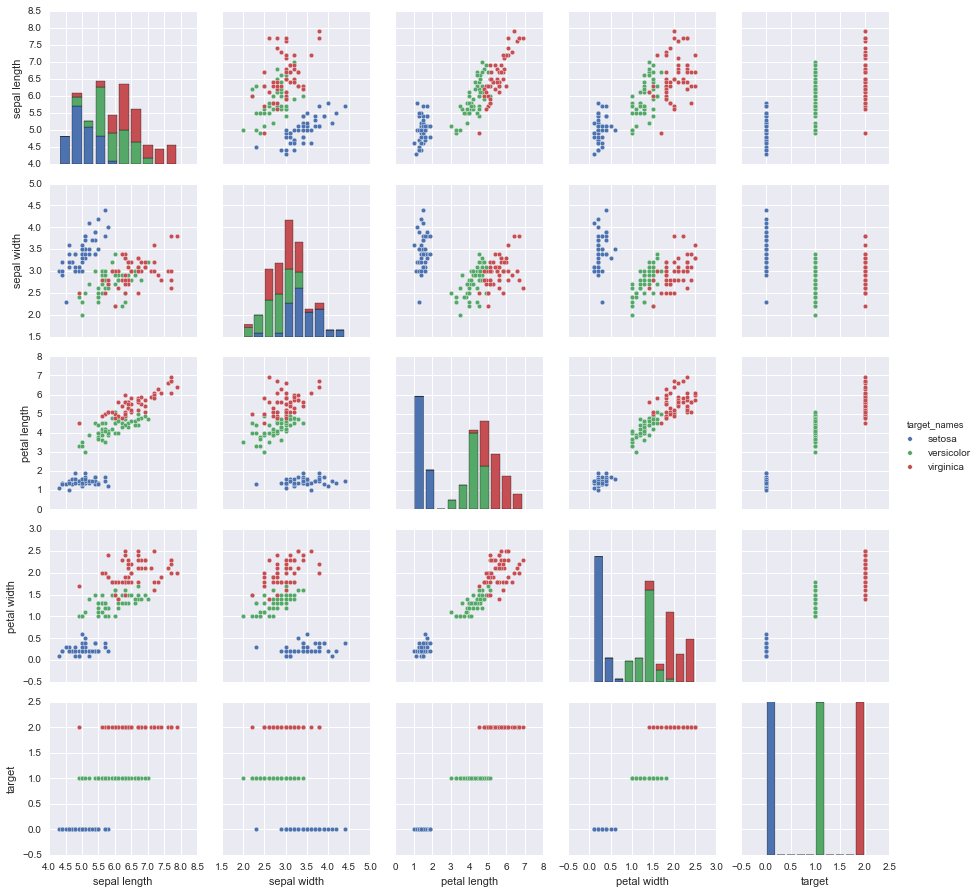 8.5
8.0
7.5
7.0
6.5
6.0
5.5
5.0
4.5
4.0
sepal length
5.0
4.5
4.0
3.5
3.0
2.5
2.0
1.5
sepal width
8
7
6
5
4
3
2
1
0
petal length
target_names
setosa
versicolor
virginica
3.0
2.5
2.0
1.5
1.0
0.5
0.0
−0.5
petal width
2.5
2.0
1.5
1.0
0.5
0.0
−0.5
target
4.0 4.5 5.0 5.5 6.0 6.5 7.0 7.5 8.0 8.5
sepal length
1.5 2.0 2.5 3.0 3.5 4.0 4.5 5.0
sepal width
0 1 2 3 4 5 6 7 8
petal length
−0.5 0.0 0.5 1.0 1.5 2.0 2.5 3.0
petal width
−0.5 0.0 0.5 1.0 1.5 2.0 2.5
target